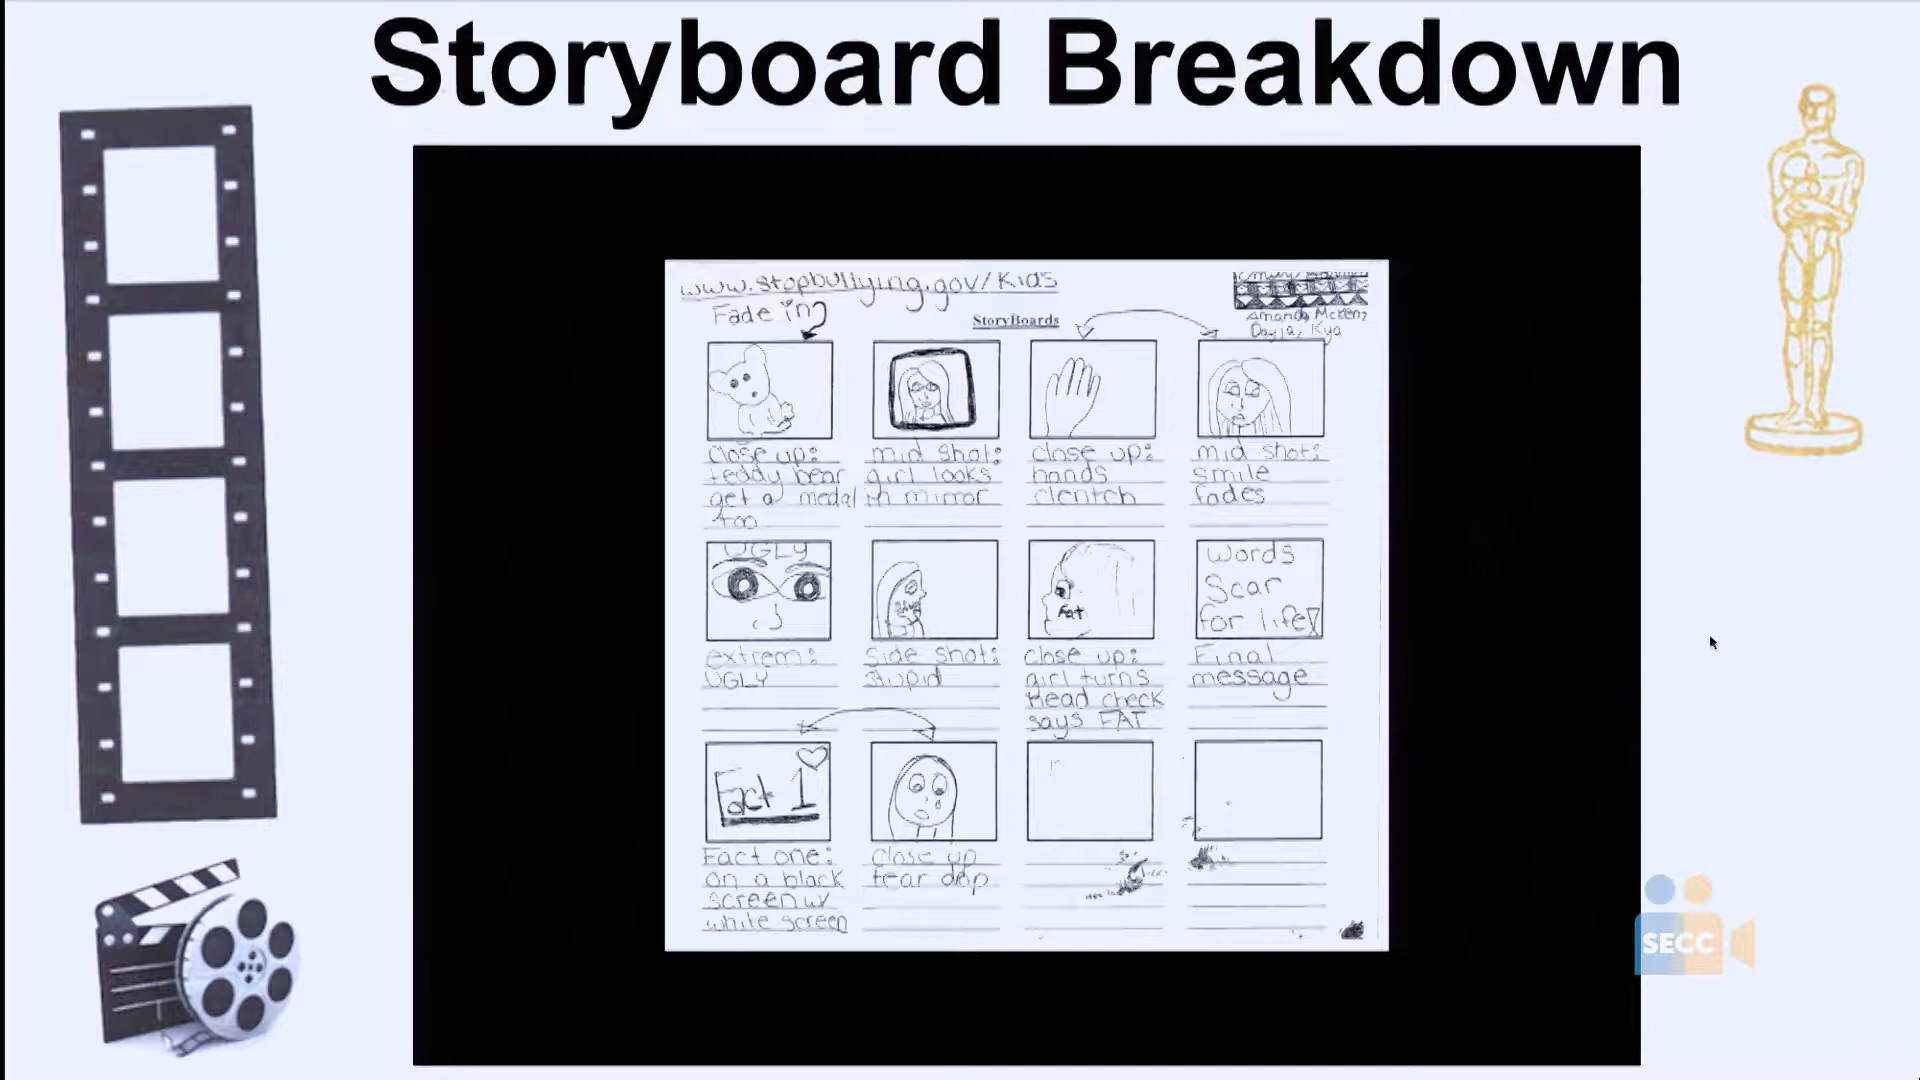 Storyboard Breakdown
www.stopbullying.gov/Kids
Fade in
StoryBoards
Amanda, McKenz
Dayja, Kya
close up:
teddy bear
get a medal
mid shot:
girl looks
in mirror
close up:
hands
clentch
mid shot:
smile
fades
UGLY
Fat
Words
Scar
for life!
extrem:
UGLY
side shot:
stupid
close up:
girl turns
Head check
says FAT
Final
message
Fact 1
Fact one:
on a black
screen w/
white screen
close up
tear drop
SECC